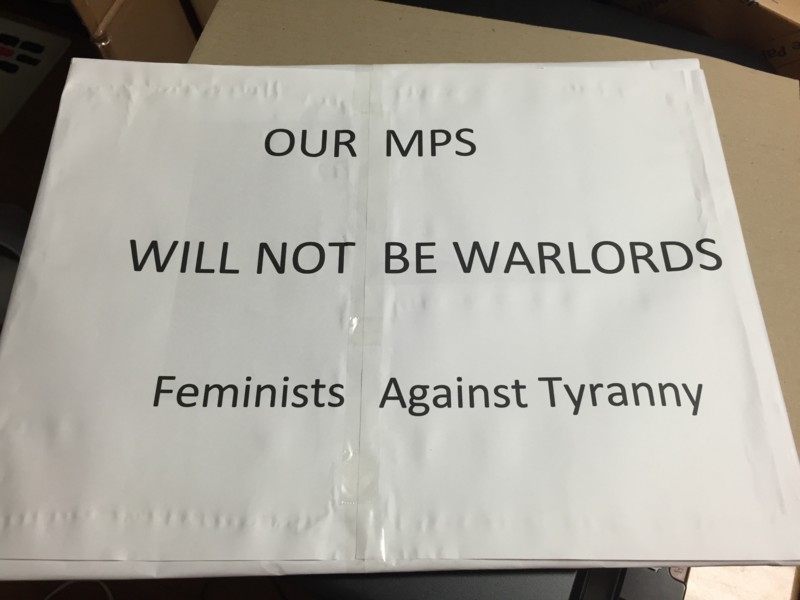 OUR MPS
WILL NOT BE WARLORDS
Feminists Against Tyranny